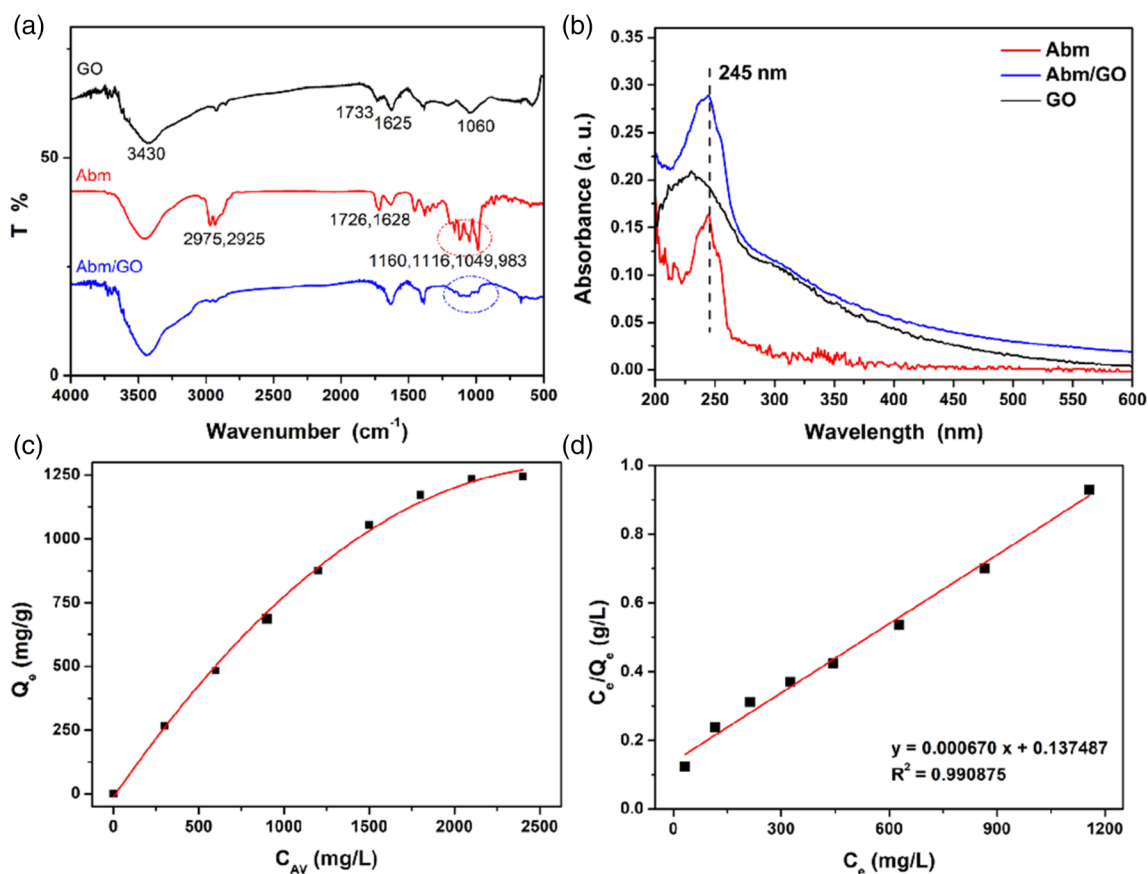 (a)
GO
3430
1733
1625
1060
50
Abm
2975,2925
1726,1628
1160,1116,1049,983
Abm/GO
0
4000 3500 3000 2500 2000 1500 1000 500
T %
Wavenumber (cm-1)
(b)
245 nm
Abm
Abm/GO
GO
0.35
0.30
0.25
0.20
0.15
0.10
0.05
0.00
200 250 300 350 400 450 500 550 600
Absorbance (a. u.)
Wavelength (nm)
(c)
1250
1000
750
500
250
0
0 500 1000 1500 2000 2500
Qe (mg/g)
CAV (mg/L)
(d)
1.0
0.8
0.6
0.4
0.2
0.0
0 300 600 900 1200
Ce/Qe (g/L)
y = 0.000670 x + 0.137487
R2 = 0.990875
Ce (mg/L)